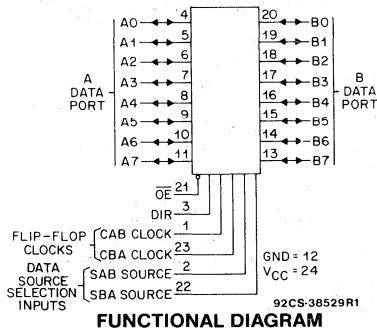 A0 4 20 B0
A1 5 19 B1
A2 6 18 B2
A3 7 17 B3
A4 8 16 B4
A5 9 15 B5
A6 10 14 B6
A7 11 13 B7
A DATA PORT
B DATA PORT
OE 21
DIR 3
FLIP-FLOP CLOCKS
CAB CLOCK 1
CBA CLOCK 23
DATA SOURCE SELECTION INPUTS
SAB SOURCE 2
SBA SOURCE 22
GND = 12
VCC = 24
92CS-38529R1
FUNCTIONAL DIAGRAM